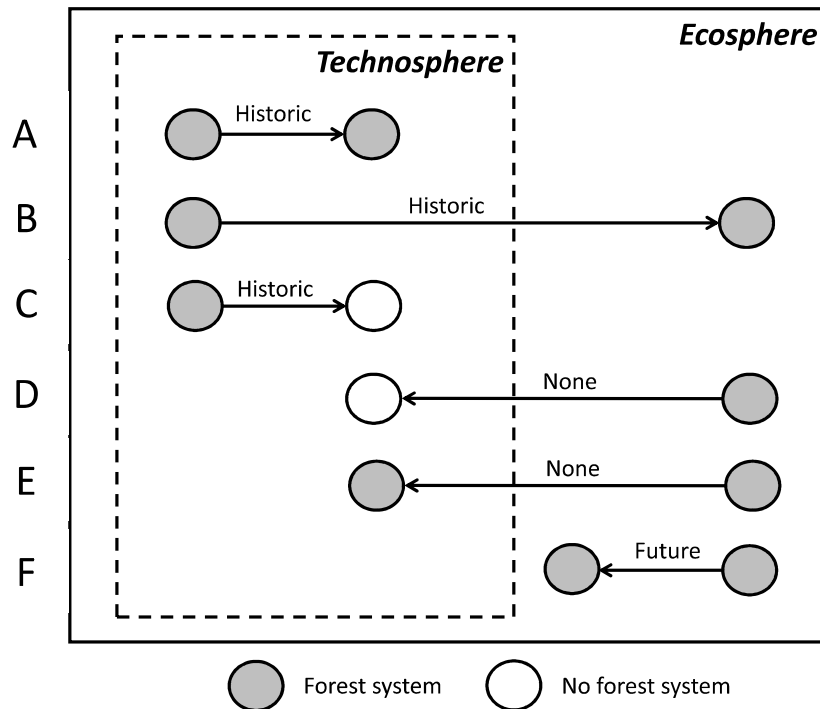 Ecosphere
Technosphere
A
Historic
B
Historic
C
Historic
D
None
E
None
F
Future
Forest system
No forest system